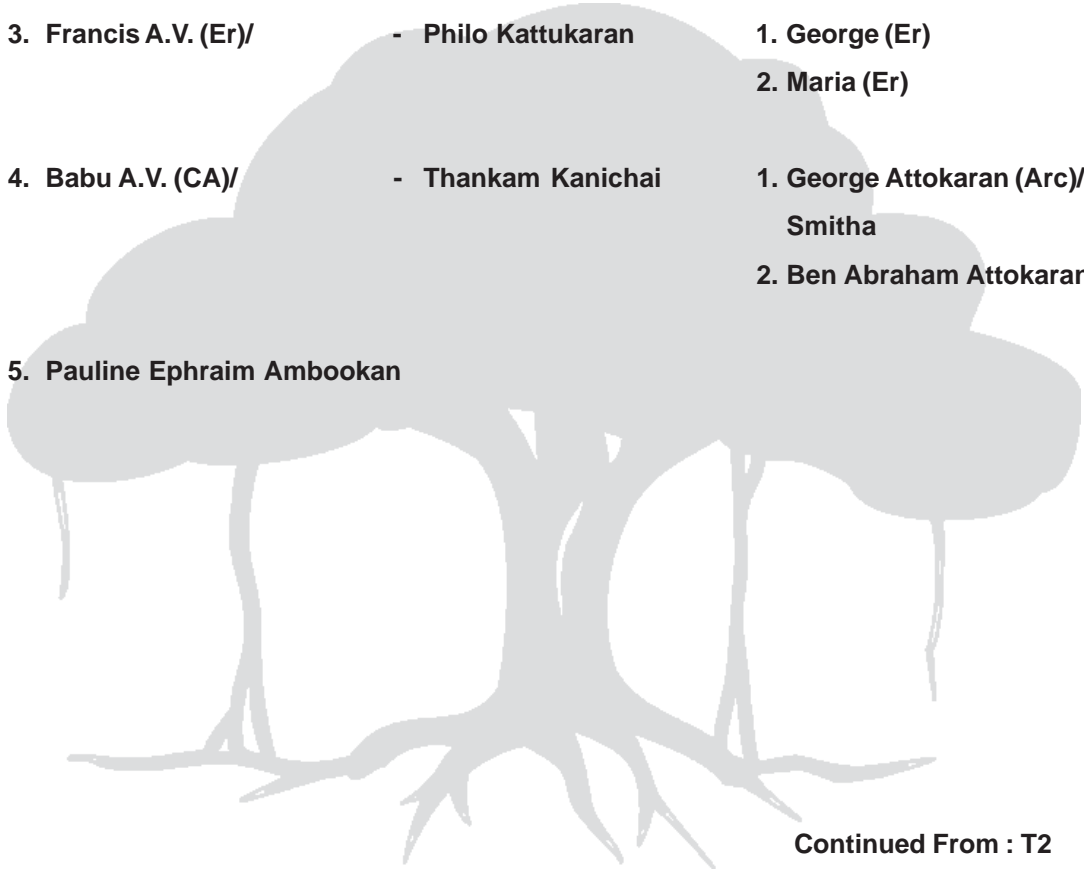 3. Francis A.V. (Er)/ - Philo Kattukaran 1. George (Er)
2. Maria (Er)
4. Babu A.V. (CA)/ - Thankam Kanichai 1. George Attokaran (Arc)/
Smitha
2. Ben Abraham Attokaran
5. Pauline Ephraim Ambookan
Continued From : T2